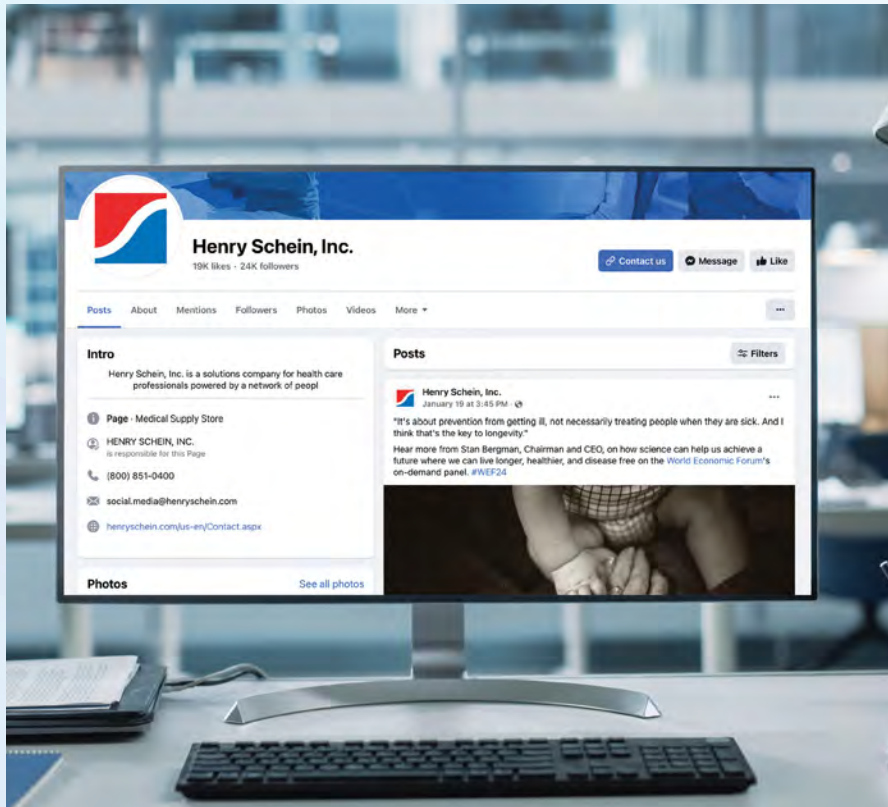 Henry Schein, Inc.
19K likes · 24K followers
Contact us
Message
Like
Posts
About
Mentions
Followers
Photos
Videos
More
Intro
Henry Schein, Inc. is a solutions company for health care
professionals powered by a network of peopl
Page · Medical Supply Store
HENRY SCHEIN, INC.
is responsible for this Page
(800) 851-0400
social.media@henryschein.com
henryschein.com/us-en/Contact.aspx
Photos
See all photos
Posts
Filters
Henry Schein, Inc.
January 19 at 3:45 PM ·
"It's about prevention from getting ill, not necessarily treating people when they are sick. And I
think that's the key to longevity."
Hear more from Stan Bergman, Chairman and CEO, on how science can help us achieve a
future where we can live longer, healthier, and disease free on the World Economic Forum's
on-demand panel. #WEF24